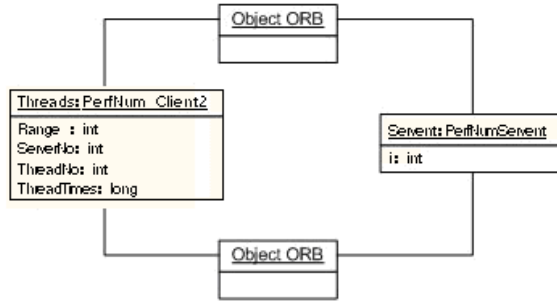 Object ORB
Threads: PerfNum_Client2
Range : int
ServerNo: int
ThreadNo: int
ThreadTimes: long
Servent: PerfNumServent
i: int
Object ORB